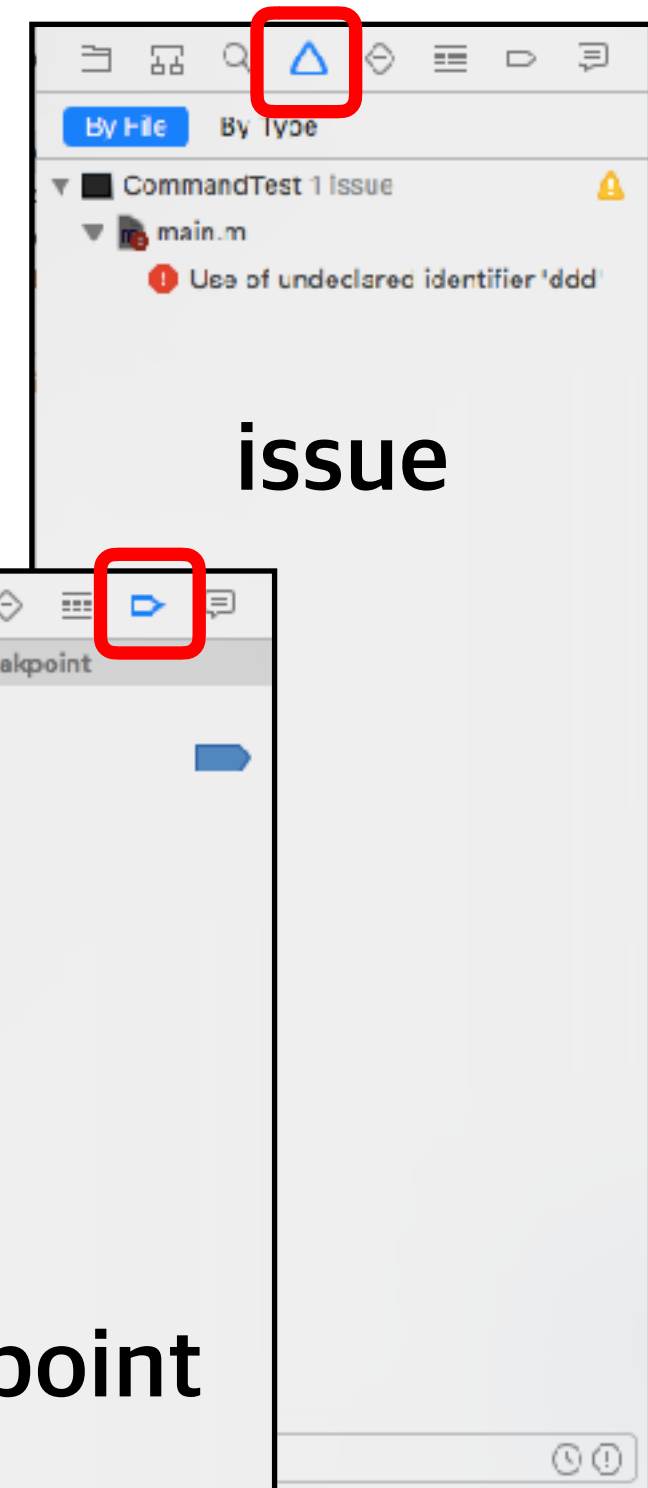 By File By Type
CommandTest 1 issue
main.m
Use of undeclared identifier 'ddd'
issue
akpoint
point